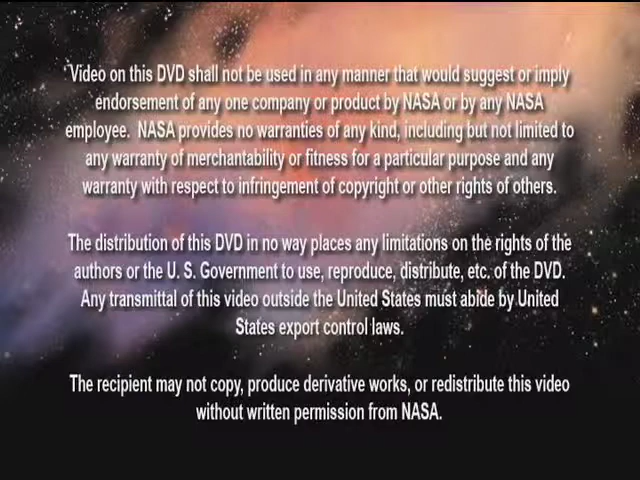 Video on this DVD shall not be used in any manner that would suggest or imply
endorsement of any one company or product by NASA or by any NASA
employee. NASA provides no warranties of any kind, including but not limited to
any warranty of merchantability or fitness for a particular purpose and any
warranty with respect to infringement of copyright or other rights of others.
The distribution of this DVD in no way places any limitations on the rights of the
authors or the U. S. Government to use, reproduce, distribute, etc. of the DVD.
Any transmittal of this video outside the United States must abide by United
States export control laws.
The recipient may not copy, produce derivative works, or redistribute this video
without written permission from NASA.